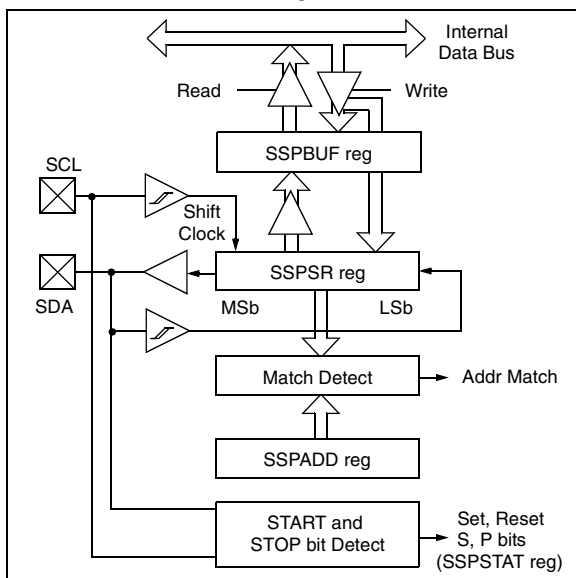 Internal
Data Bus
Read
Write
SSPBUF reg
SCL
Shift
Clock
SSPSR reg
SDA
MSb
LSb
Match Detect
Addr Match
SSPADD reg
START and
STOP bit Detect
Set, Reset
S, P bits
(SSPSTAT reg)